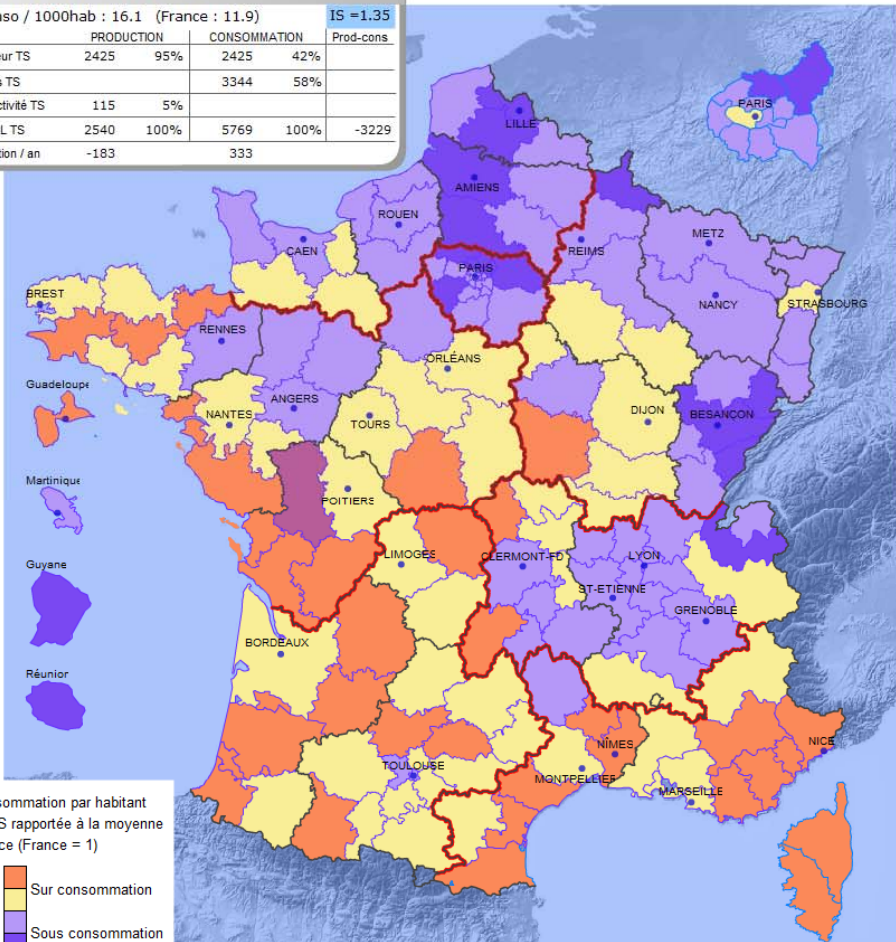 nso / 1000hab : 16.1 (France : 11.9) IS =1.35
PRODUCTION CONSOMMATION Prod-cons
eur TS 2425 95% 2425 42%
s TS 3344 58%
ctivité TS 115 5%
L TS 2540 100% 5769 100% -3229
tion / an -183 333
PARIS
LILLE
AMIENS
ROUEN
CAEN
REIMS
METZ
PARIS
NANCY
STRASBOURG
BREST
RENNES
ORLÉANS
Guadeloupe
ANGERS
NANTES
TOURS
DIJON
BESANCON
Martinique
POITIERS
LIMOGES
CLERMONT-FD
LYON
Guyane
ST-ETIENNE
GRENOBLE
BORDEAUX
Réunior
NICE
NÎMES
TOULOUSE
MONTPELLIER
MARSEILLE
sommation par habitant
S rapportée à la moyenne
ce (France = 1)
Sur consommation
Sous consommation